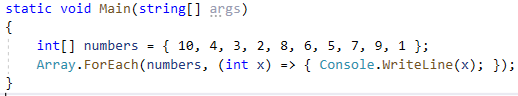 static void Main(string[] args)
{
int[] numbers = { 10, 4, 3, 2, 8, 6, 5, 7, 9, 1 };
Array.ForEach(numbers, (int x) => { Console.WriteLine(x); });
}